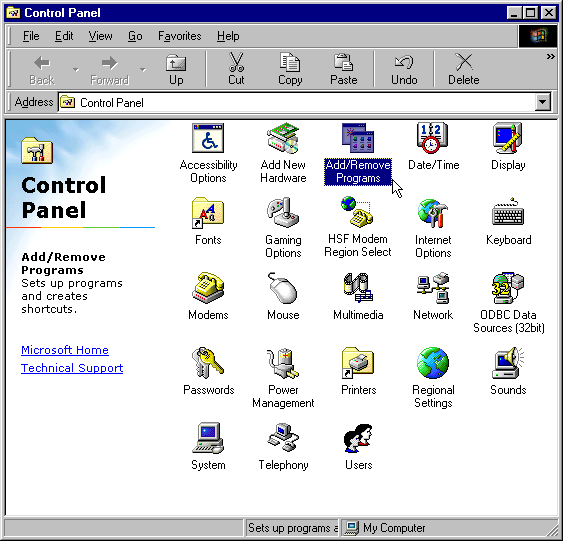 Control Panel
File Edit View Go Favorites Help
Back Forward Up Cut Copy Paste Undo Delete »
Address Control Panel
Control
Panel
Add/Remove
Programs
Sets up programs
and creates
shortcuts.
Microsoft Home
Technical Support
Accessibility
Options
Add New
Hardware
Add/Remove
Programs
Date/Time
Display
Fonts
Gaming
Options
HSF Modem
Region Select
Internet
Options
Keyboard
Modems
Mouse
Multimedia
Network
32
ODBC Data
Sources (32bit)
Passwords
Power
Management
Printers
Regional
Settings
Sounds
System
Telephony
Users
Sets up programs a My Computer